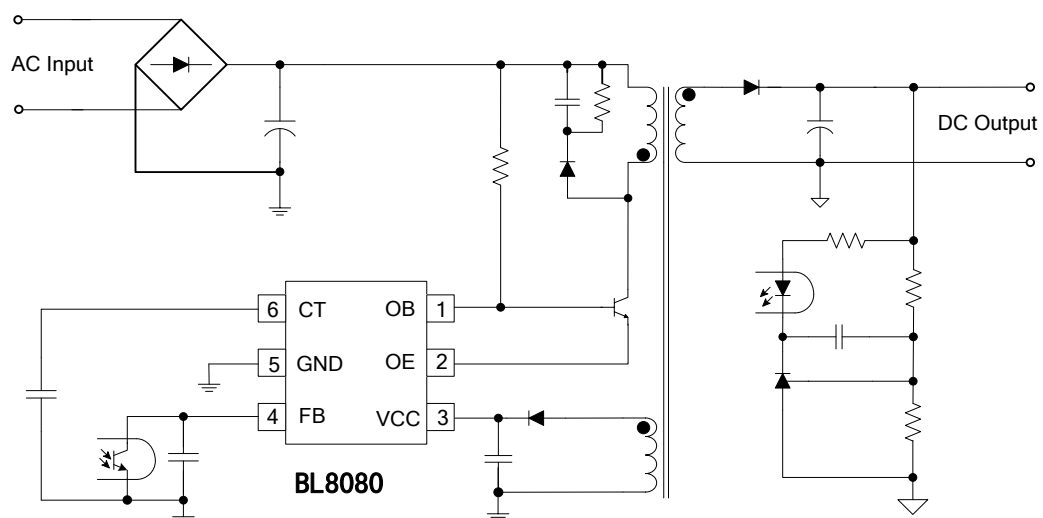 AC Input
DC Output
6 CT OB 1
5 GND OE 2
4 FB VCC 3
BL8080